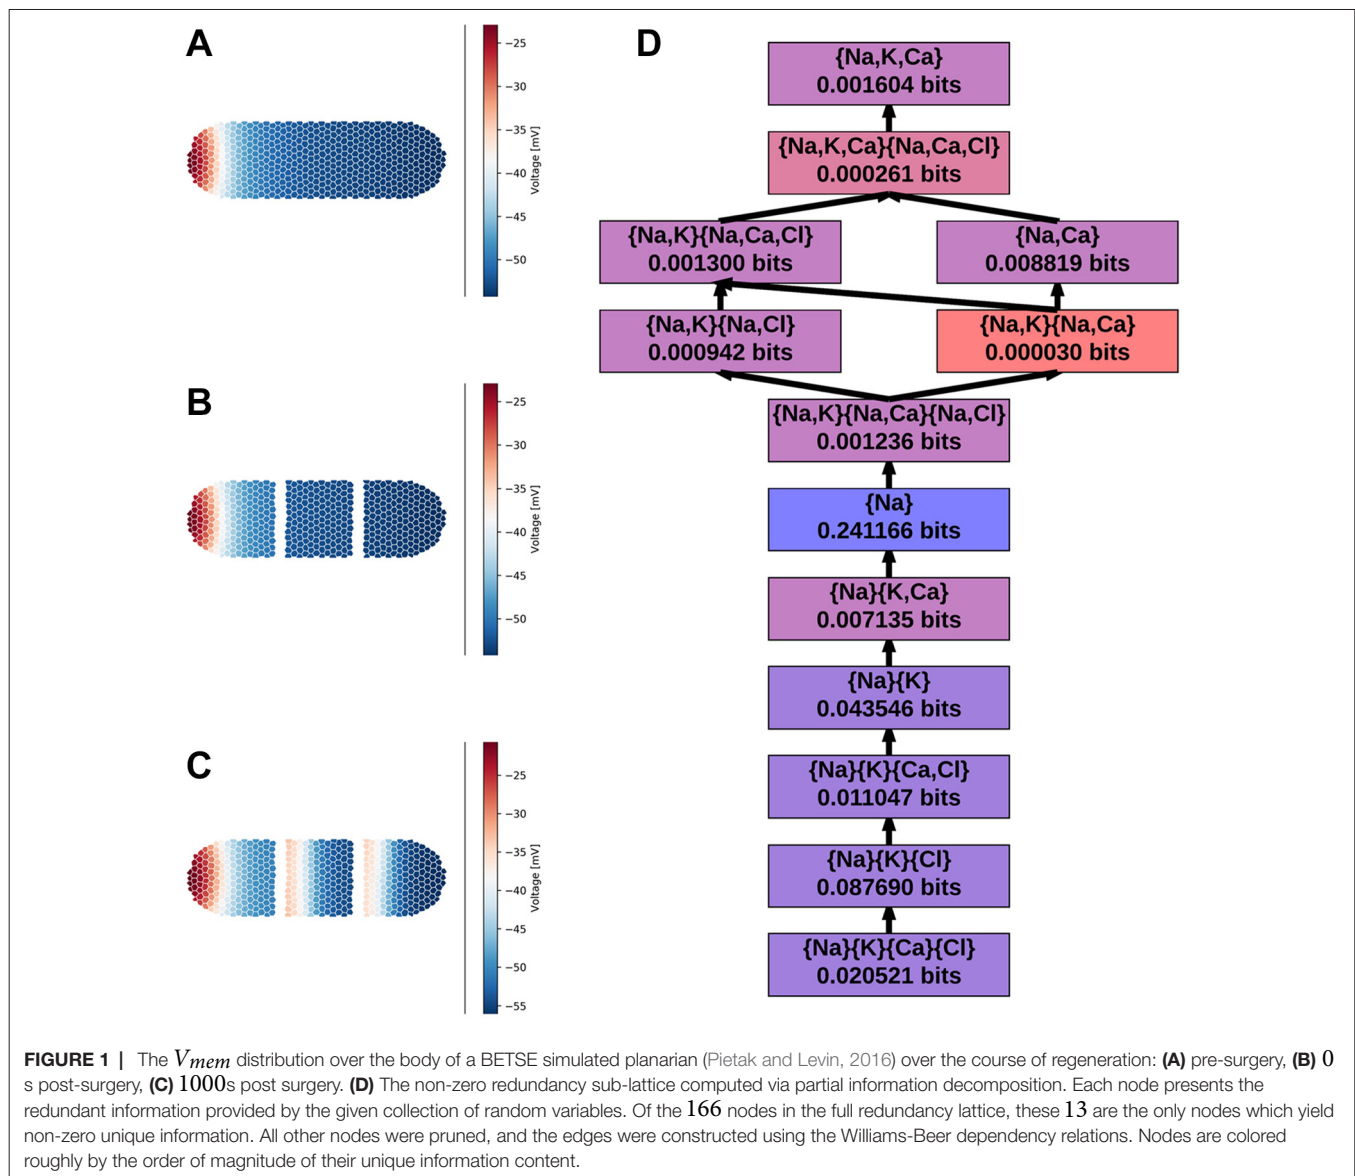 A
−25
−30
−35
−40
−45
−50
Voltage [mV]
B
−25
−30
−35
−40
−45
−50
Voltage [mV]
C
−25
−30
−35
−40
−45
−50
−55
Voltage [mV]
D
{Na,K,Ca}
0.001604 bits
{Na,K,Ca}{Na,Ca,Cl}
0.000261 bits
{Na,K}{Na,Ca,Cl}
0.001300 bits
{Na,Ca}
0.008819 bits
{Na,K}{Na,Cl}
0.000942 bits
{Na,K}{Na,Ca}
0.000030 bits
{Na,K}{Na,Ca}{Na,Cl}
0.001236 bits
{Na}
0.241166 bits
{Na}{K,Ca}
0.007135 bits
{Na}{K}
0.043546 bits
{Na}{K}{Ca,Cl}
0.011047 bits
{Na}{K}{Cl}
0.087690 bits
{Na}{K}{Ca}{Cl}
0.020521 bits
FIGURE 1 | The Vmem distribution over the body of a BETSE simulated planarian (Pietak and Levin, 2016) over the course of regeneration: (A) pre-surgery, (B) 0
s post-surgery, (C) 1000s post surgery. (D) The non-zero redundancy sub-lattice computed via partial information decomposition. Each node presents the
redundant information provided by the given collection of random variables. Of the 166 nodes in the full redundancy lattice, these 13 are the only nodes which yield
non-zero unique information. All other nodes were pruned, and the edges were constructed using the Williams-Beer dependency relations. Nodes are colored
roughly by the order of magnitude of their unique information content.